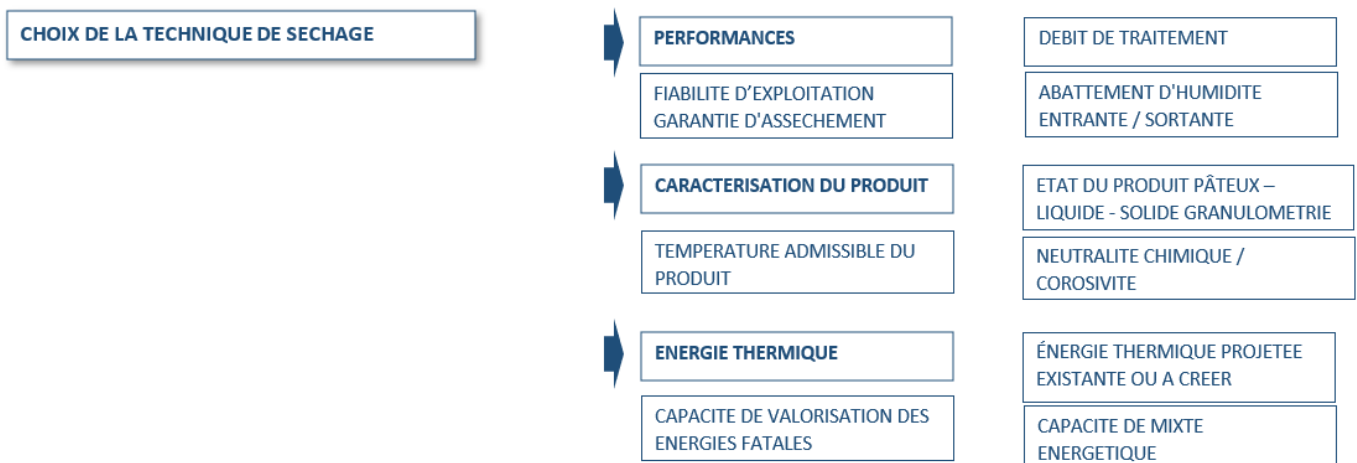 CHOIX DE LA TECHNIQUE DE SECHAGE
PERFORMANCES
DEBIT DE TRAITEMENT
FIABILITE D'EXPLOITATION
GARANTIE D'ASSECHEMENT
ABATTEMENT D'HUMIDITE
ENTRANTE / SORTANTE
CARACTERISATION DU PRODUIT
ETAT DU PRODUIT PÂTEUX –
LIQUIDE - SOLIDE GRANULOMETRIE
TEMPERATURE ADMISSIBLE DU
PRODUIT
NEUTRALITE CHIMIQUE /
COROSIVITE
ENERGIE THERMIQUE
ÉNERGIE THERMIQUE PROJETEE
EXISTANTE OU A CREER
CAPACITE DE VALORISATION DES
ENERGIES FATALES
CAPACITE DE MIXTE
ENERGETIQUE